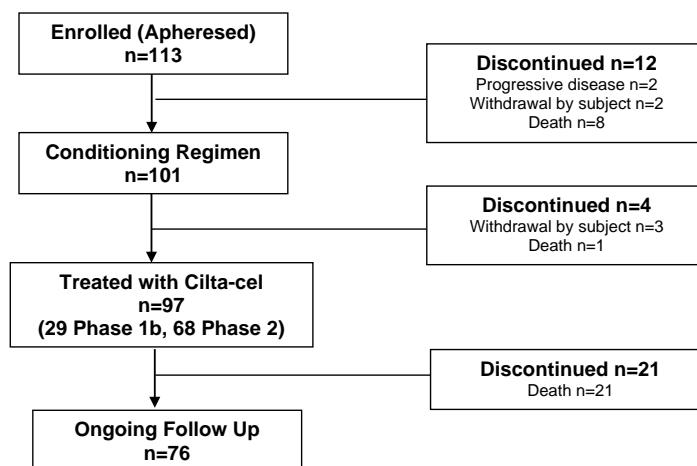 Enrolled (Apheresed)
n=113
Discontinued n=12
Progressive disease n=2
Withdrawal by subject n=2
Death n=8
Conditioning Regimen
n=101
Discontinued n=4
Withdrawal by subject n=3
Death n=1
Treated with Cilta-cel
n=97
(29 Phase 1b, 68 Phase 2)
Discontinued n=21
Death n=21
Ongoing Follow Up
n=76